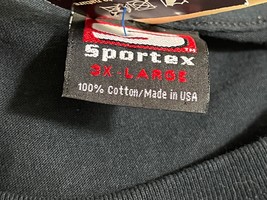 Sportex
3X-LARGE
100% Cotton/Made in USA